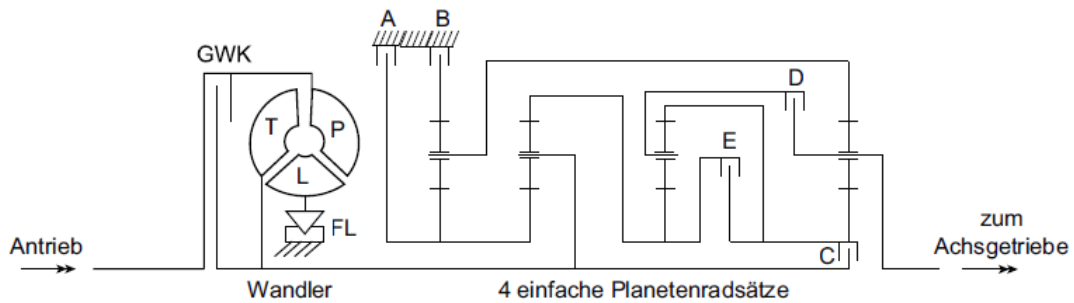 A B
GWK
D
T P
E
L
FL
Antrieb
zum
Achsgetriebe
C
Wandler
4 einfache Planetenradsätze